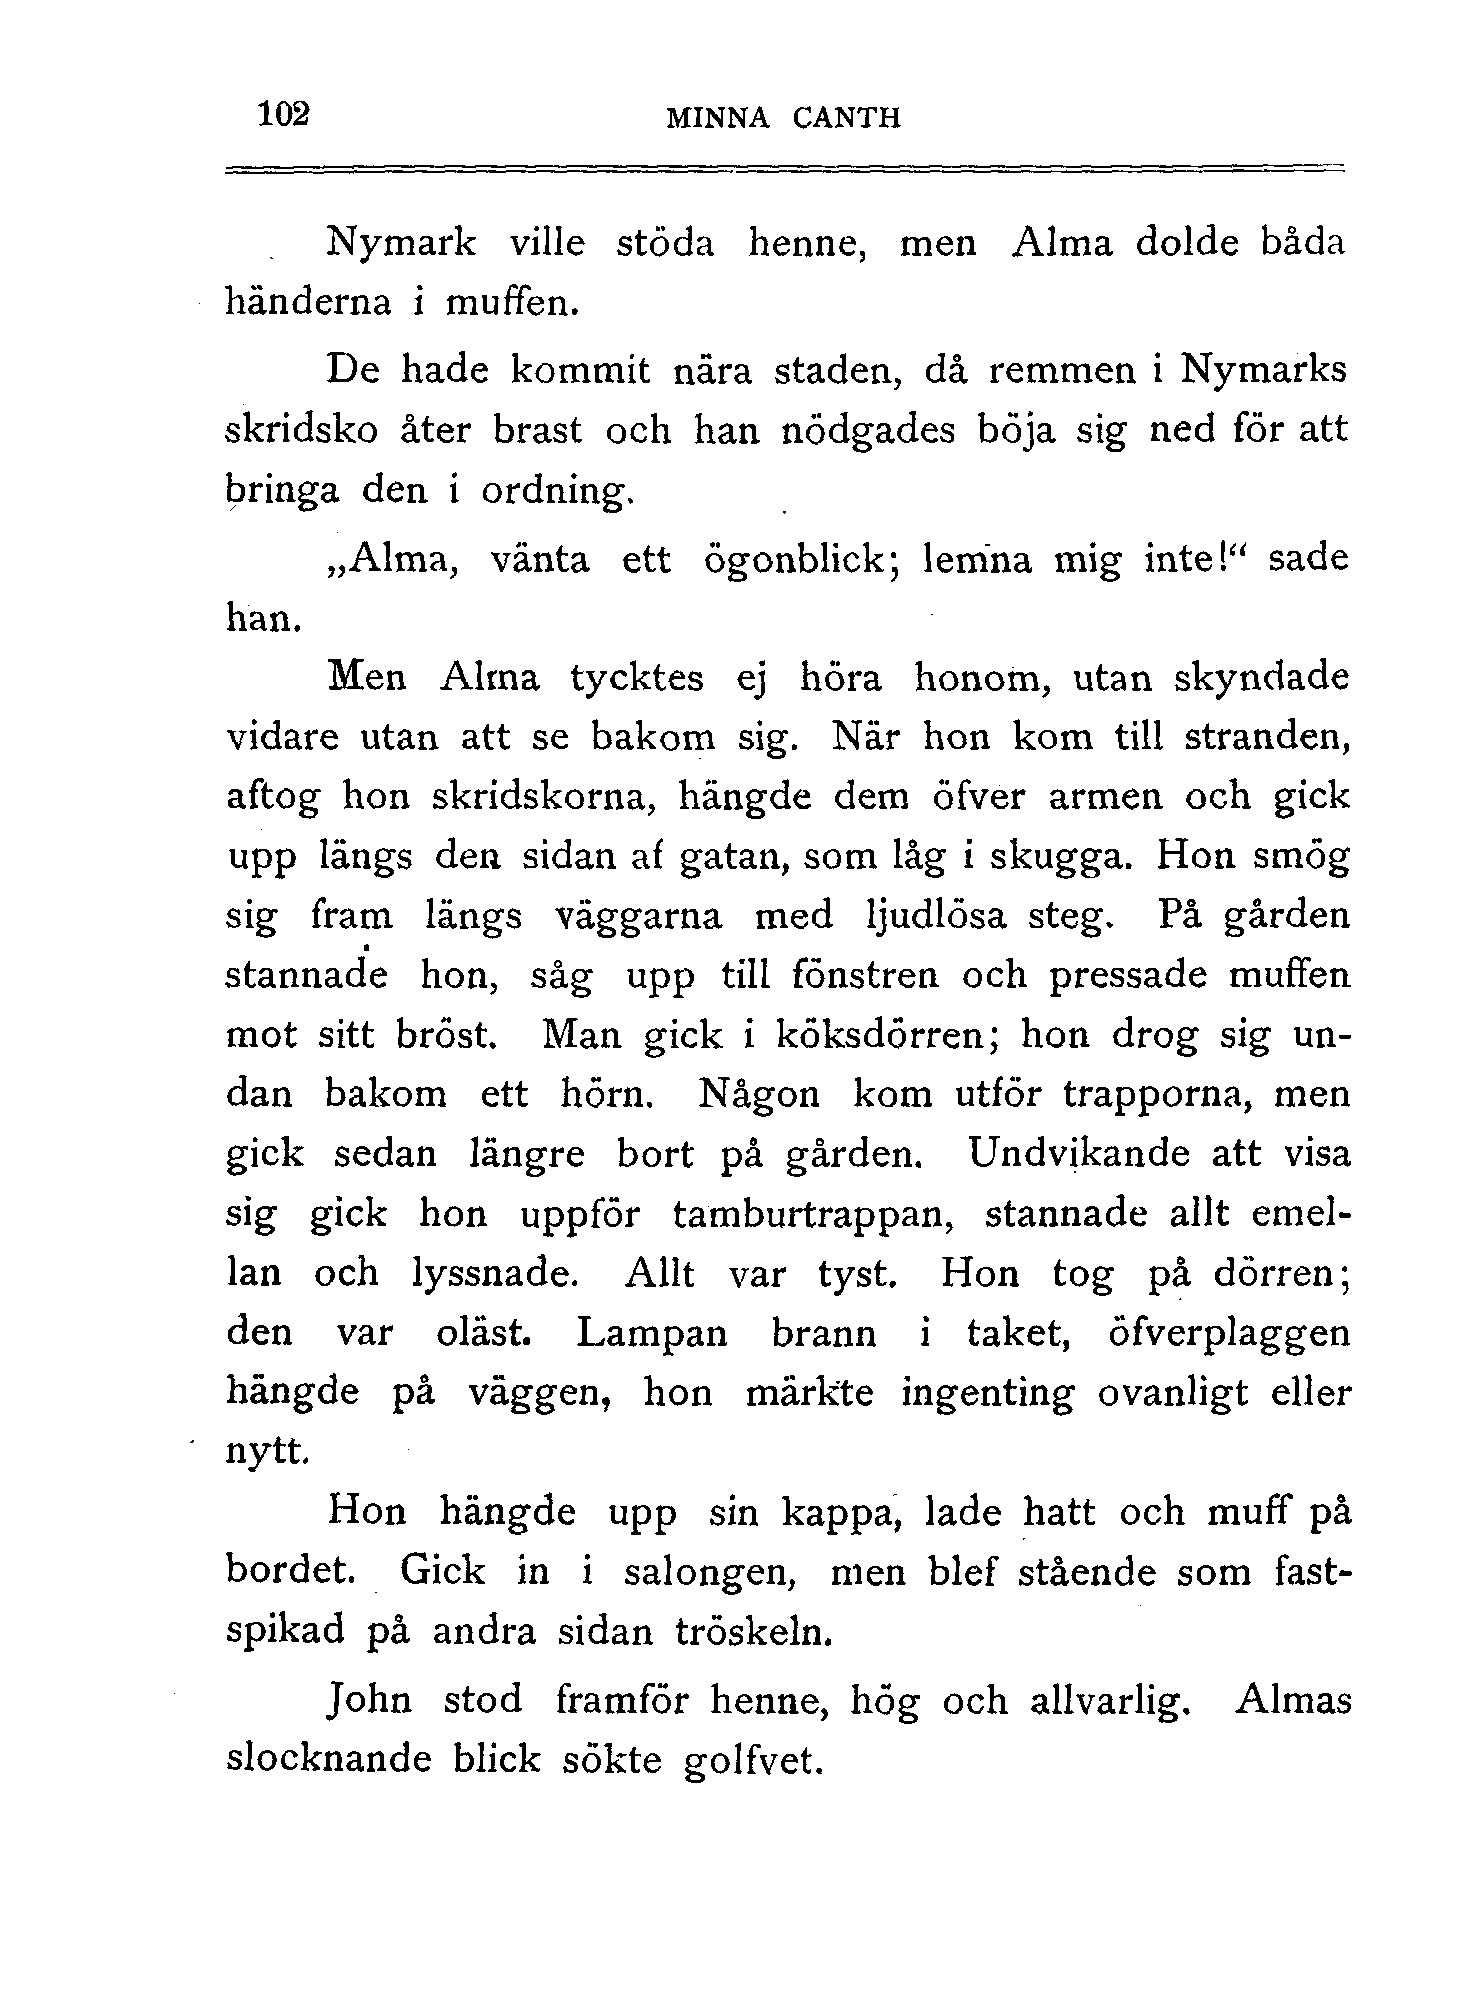 102 MINNA CANTH
Nymark ville stöda henne, men Alma dolde båda
händerna i muffen.
De hade kommit nära staden, då remmen i Nymarks
skridsko åter brast och han nödgades böja sig ned för att
bringa den i ordning.
„Alma, vänta ett ögonblick; lemna mig inte!“ sade
han.
Men Alma tycktes ej höra honom, utan skyndade
vidare utan att se bakom sig. När hon kom till stranden,
aftog hon skridskorna, hängde dem öfver armen och gick
upp längs den sidan af gatan, som låg i skugga. Hon smög
sig fram längs väggarna med ljudlösa steg. På gården
stannade hon, såg upp till fönstren och pressade muffen
mot sitt bröst. Man gick i köksdörren; hon drog sig un-
dan bakom ett hörn. Någon kom utför trapporna, men
gick sedan längre bort på gården. Undvikande att visa
sig gick hon uppför tamburtrappan, stannade allt emel-
lan och lyssnade. Allt var tyst. Hon tog på dörren;
den var oläst. Lampan brann i taket, öfverplaggen
hängde på väggen, hon märkte ingenting ovanligt eller
nytt.
Hon hängde upp sin kappa, lade hatt och muff på
bordet. Gick in i salongen, men blef stående som fast-
spikad på andra sidan tröskeln.
John stod framför henne, hög och allvarlig. Almas
slocknande blick sökte golfvet.